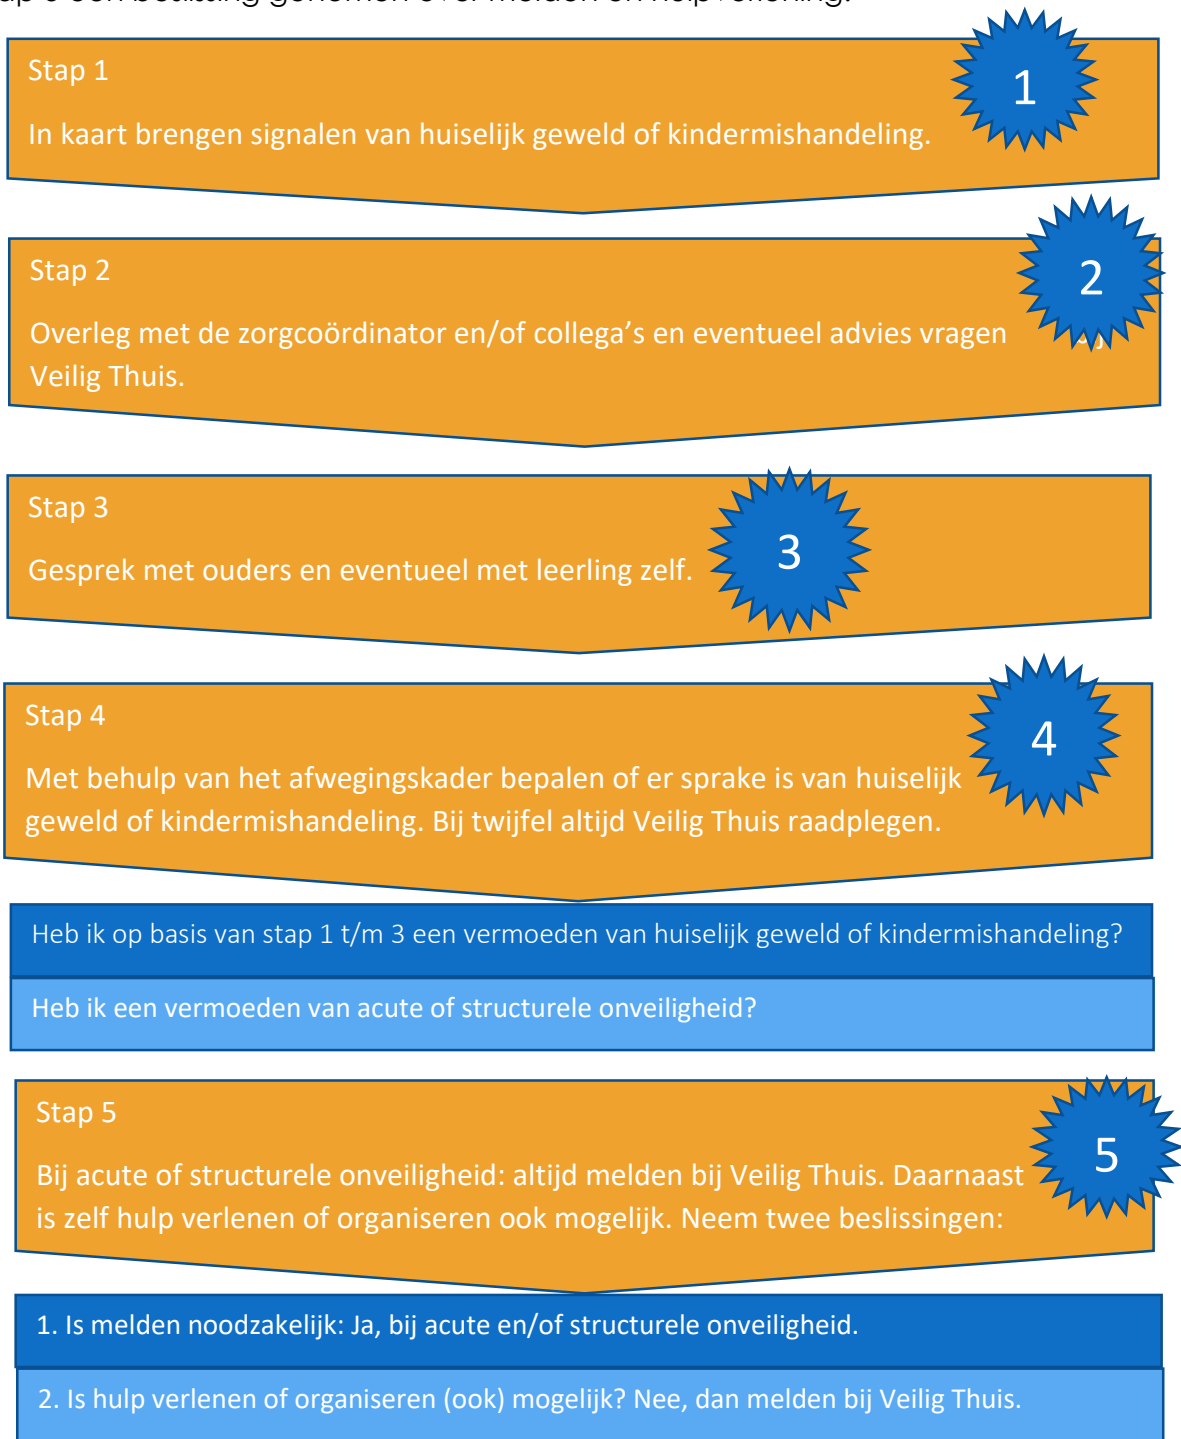 een beslissing genomen over melden en hulpverlening.
Stap 1
1
In kaart brengen signalen van huiselijk geweld of kindermishandeling.
Stap 2
2
Overleg met de zorgcoördinator en/of collega's en eventueel advies vragen
Veilig Thuis.
Stap 3
3
Gesprek met ouders en eventueel met leerling zelf.
Stap 4
4
Met behulp van het afwegingskader bepalen of er sprake is van huiselijk
geweld of kindermishandeling. Bij twijfel altijd Veilig Thuis raadplegen.
Heb ik op basis van stap 1 t/m 3 een vermoeden van huiselijk geweld of kindermishandeling?
Heb ik een vermoeden van acute of structurele onveiligheid?
Stap 5
5
Bij acute of structurele onveiligheid: altijd melden bij Veilig Thuis. Daarnaast
is zelf hulp verlenen of organiseren ook mogelijk. Neem twee beslissingen:
1. Is melden noodzakelijk: Ja, bij acute en/of structurele onveiligheid.
2. Is hulp verlenen of organiseren (ook) mogelijk? Nee, dan melden bij Veilig Thuis.